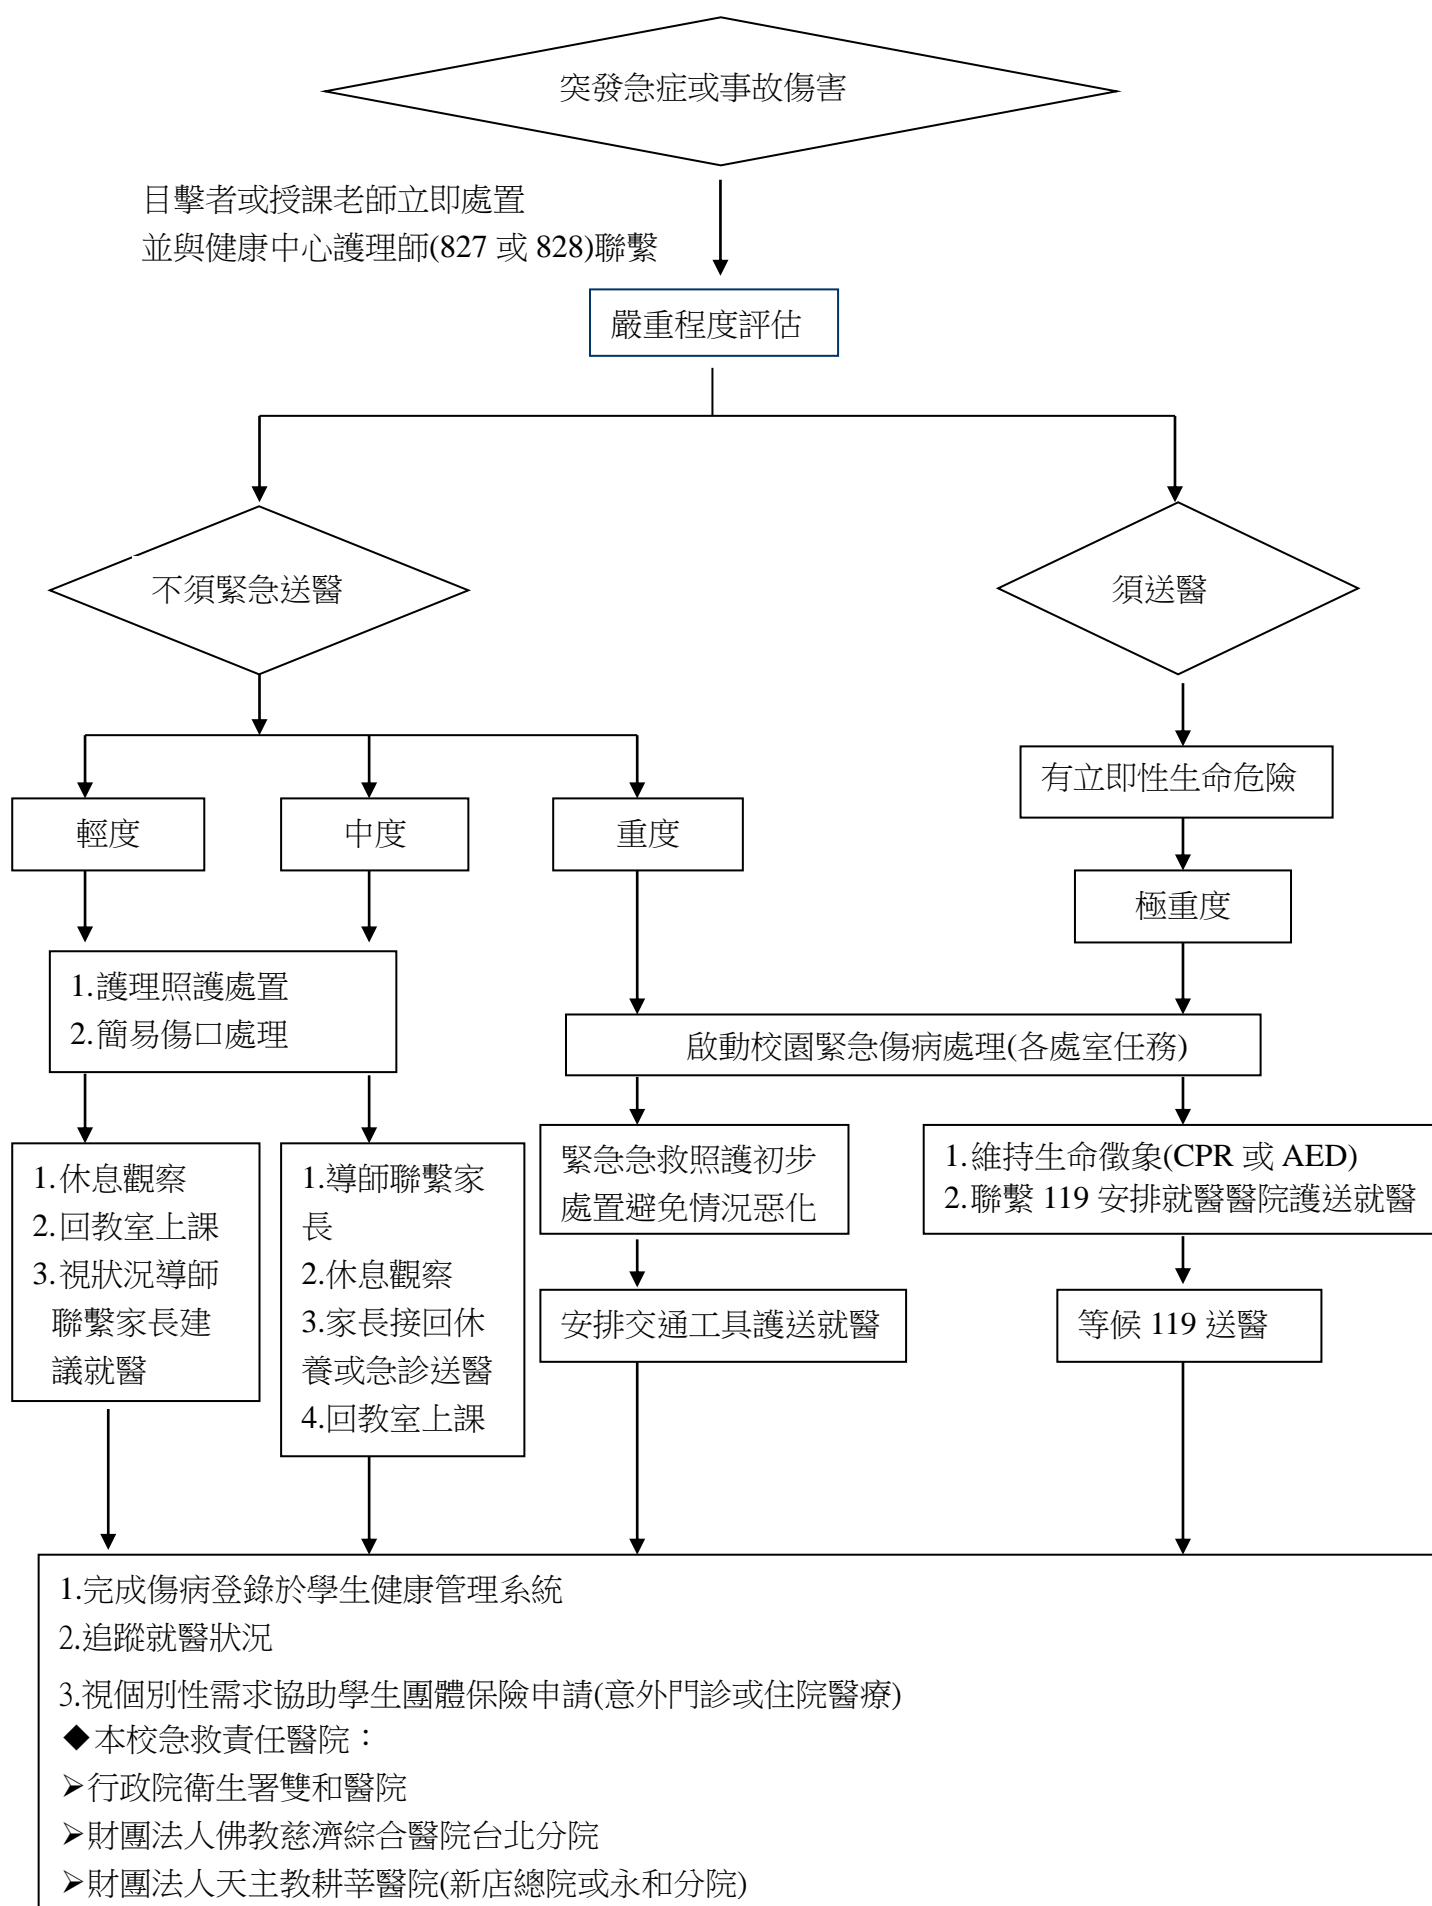 突發急症或事故傷害
目擊者或授課老師立即處置
並與健康中心護理師(827 或 828)聯繫
嚴重程度評估
不須緊急送醫
須送醫
有立即性生命危險
輕度
中度
重度
極重度
1.護理照護處置
2.簡易傷口處理
啟動校園緊急傷病處理(各處室任務)
1.休息觀察
2.回教室上課
3.視狀況導師
聯繫家長建
議就醫
1.導師聯繫家
長
2.休息觀察
3.家長接回休
養或急診送醫
4.回教室上課
緊急急救照護初步
處置避免情況惡化
1.維持生命徵象(CPR 或 AED)
2.聯繫 119 安排就醫醫院護送就醫
安排交通工具護送就醫
等候 119 送醫
1.完成傷病登錄於學生健康管理系統
2.追蹤就醫狀況
3.視個別性需求協助學生團體保險申請(意外門診或住院醫療)
◆本校急救責任醫院：
➢行政院衛生署雙和醫院
➢財團法人佛教慈濟綜合醫院台北分院
➢財團法人天主教耕莘醫院(新店總院或永和分院)